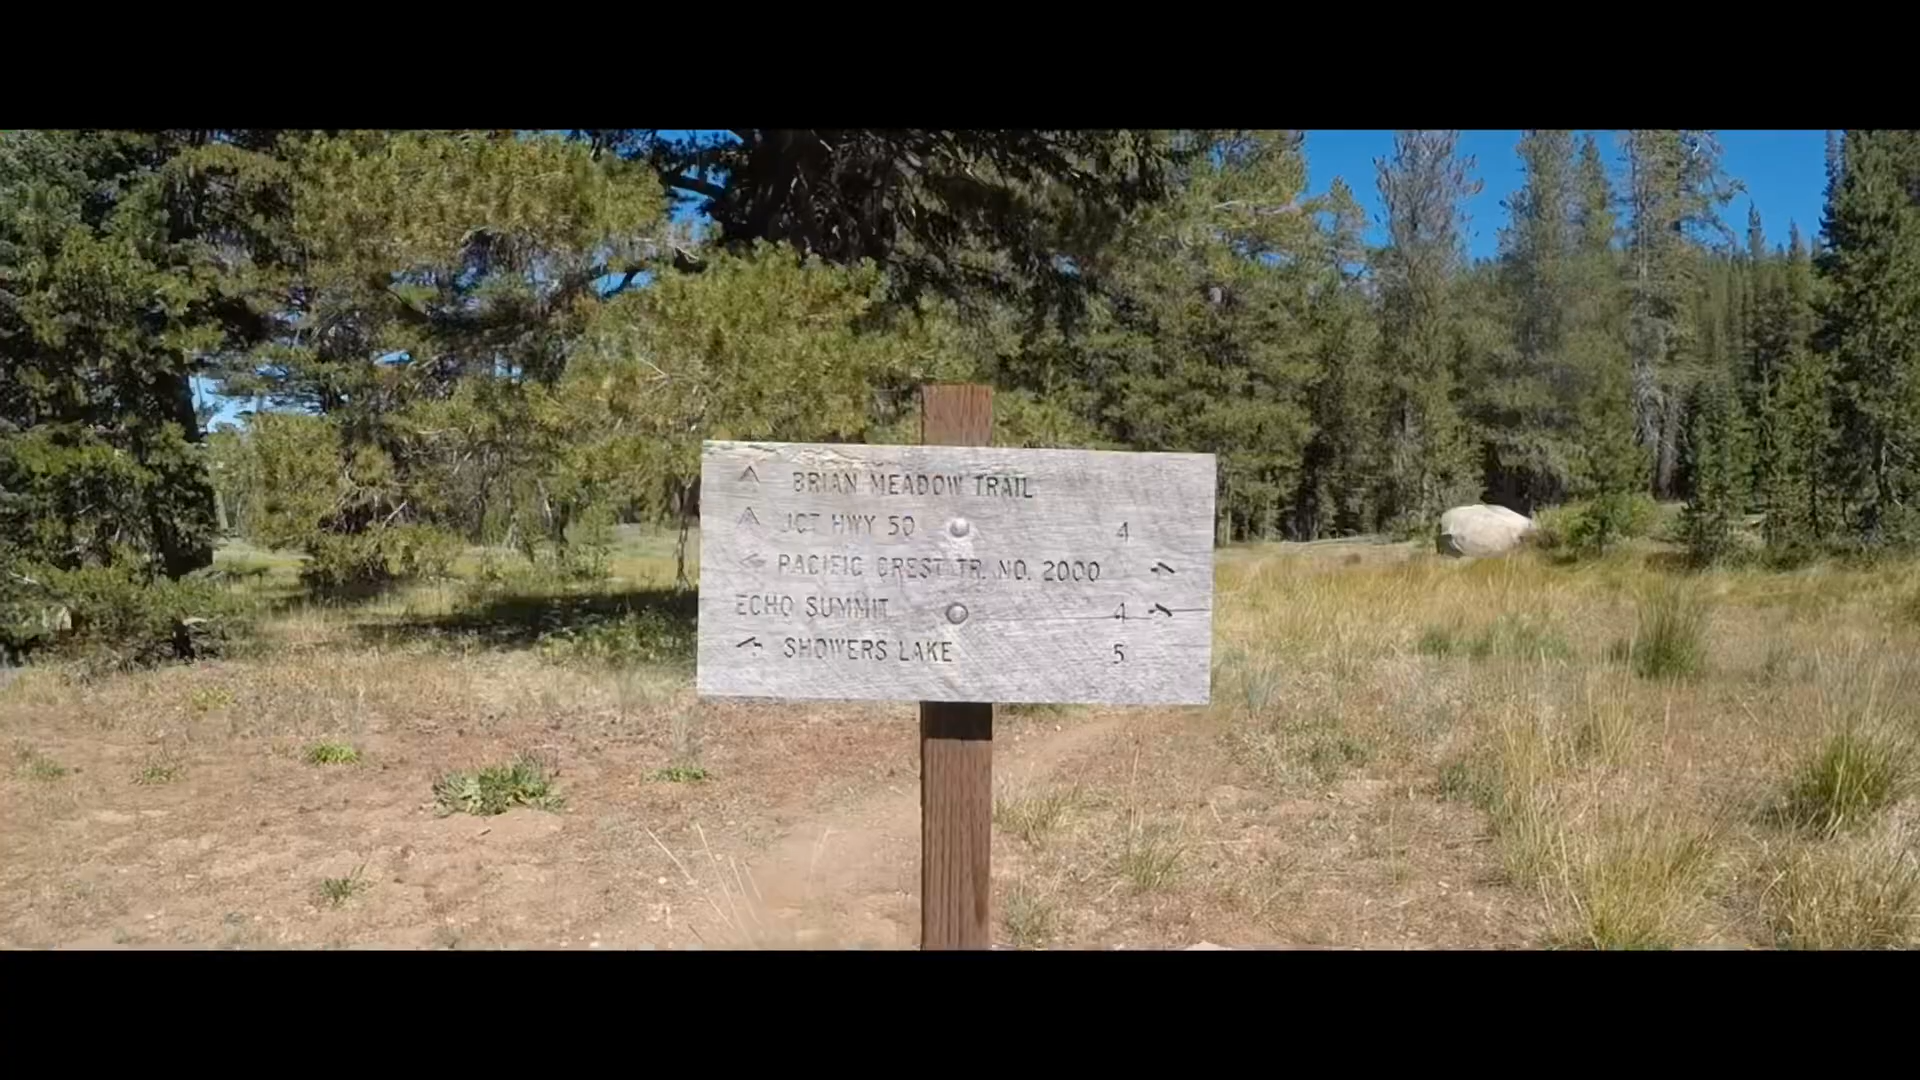 BRIAN MEADOW TRAIL
JCT HWY 50 4
PACIFIC CREST TR. NO. 2000
ECHO SUMMIT 4
SHOWERS LAKE 5